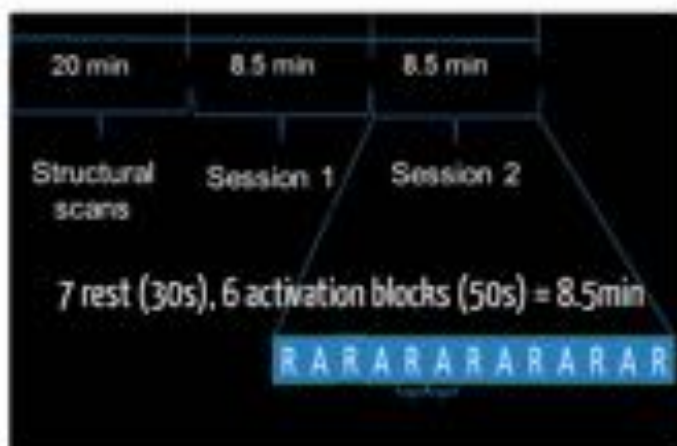 20 min 8.5 min 8.5 min
Structural scans Session 1 Session 2
7 rest (30s), 6 activation blocks (50s) = 8.5min
R A R A R A R A R A R A R